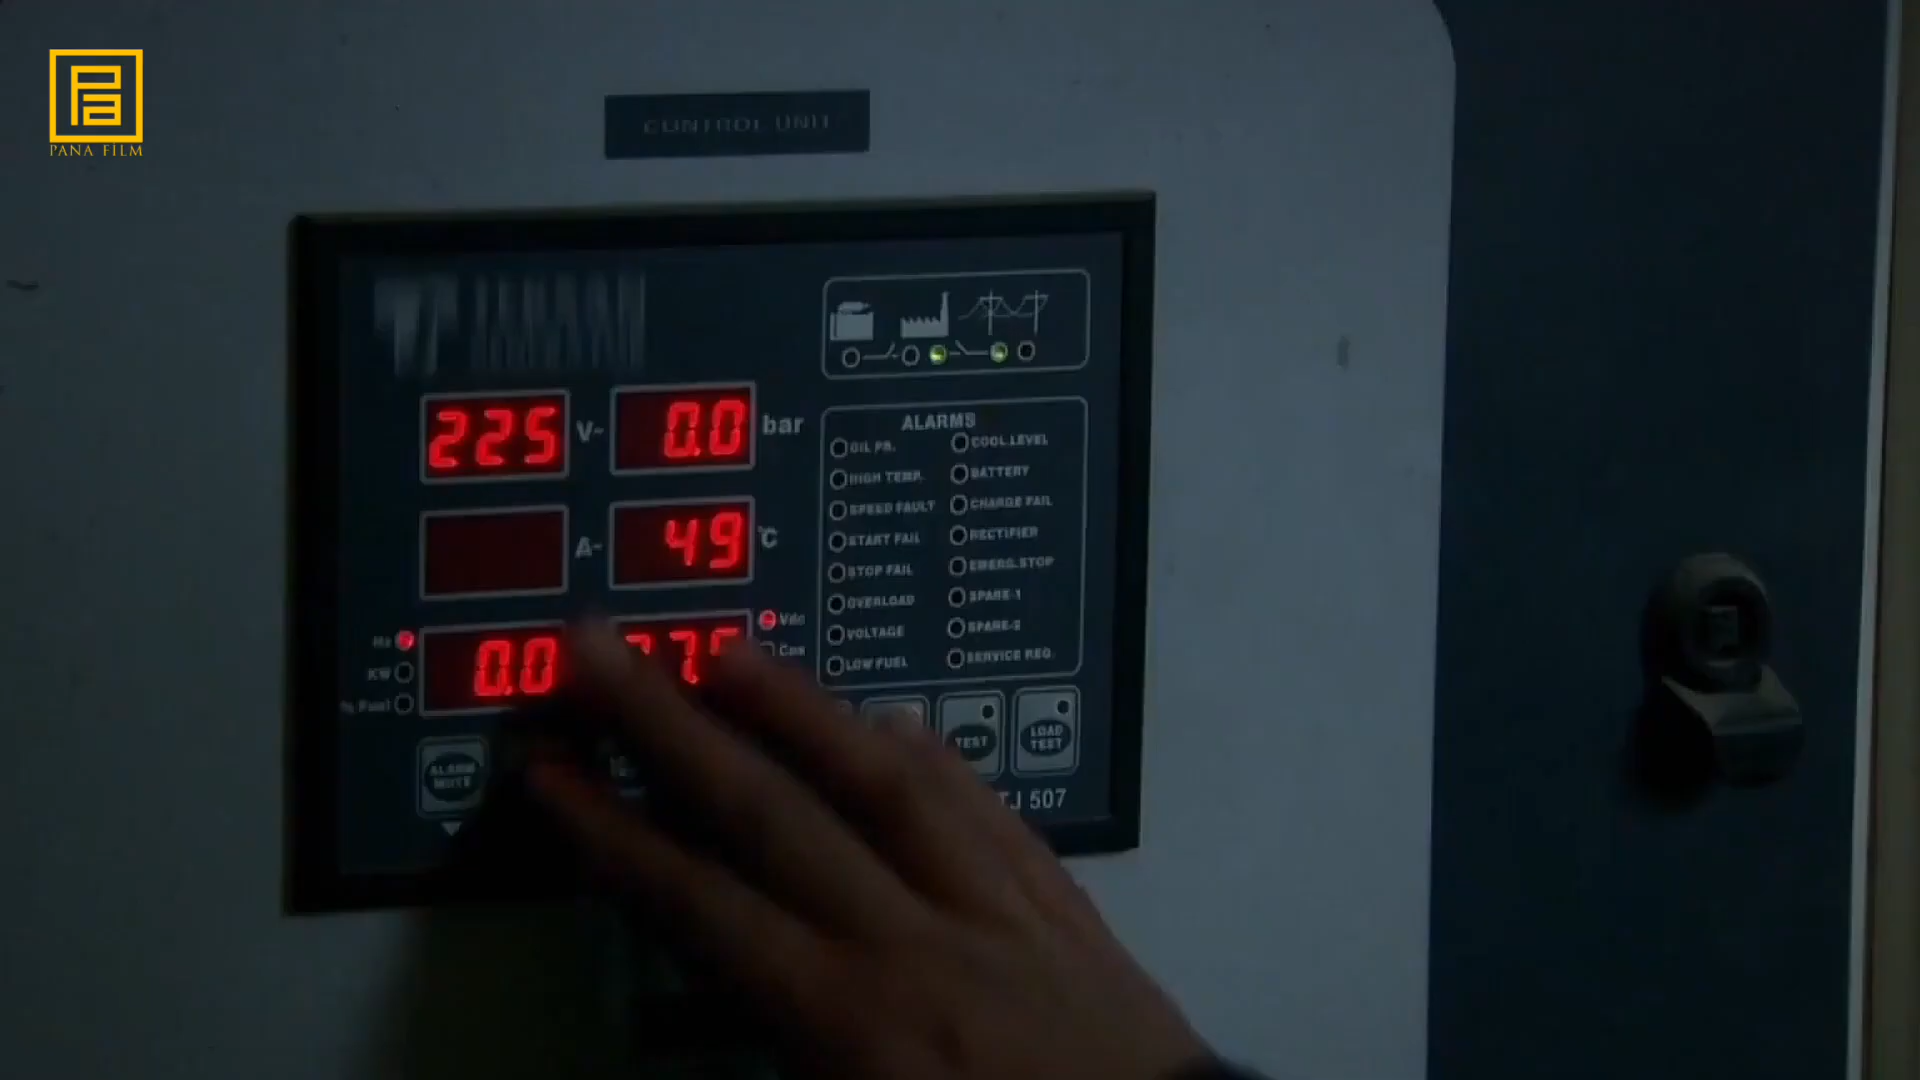 PANA FILM
CONTROL UNIT
225 V~ 0.0 bar
A~ 49 °C
Hz
KW
% Fuel
0.0
Vdc
ALARMS
OIL PR.
HIGH TEMP.
SPEED FAULT
START FAIL
STOP FAIL
OVERLOAD
VOLTAGE
LOW FUEL
COOL.LEVEL
BATTERY
CHARGE FAIL
RECTIFIER
EMERG.STOP
SPARE-1
SPARE-2
SERVICE REQ.
ALARM
MUTE
TEST
LOAD
TEST
TJ 507